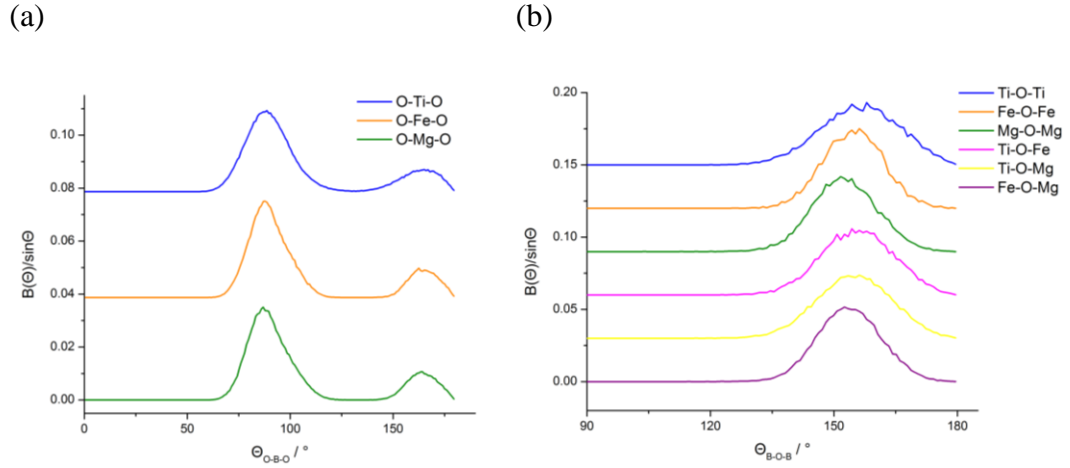 (a)
(b)
O-Ti-O
O-Fe-O
O-Mg-O
0.10
0.08
0.06
0.04
0.02
0.00
B(Θ)/sinΘ
0
50
100
150
ΘO-B-O / °
Ti-O-Ti
Fe-O-Fe
Mg-O-Mg
Ti-O-Fe
Ti-O-Mg
Fe-O-Mg
0.20
0.15
0.10
0.05
0.00
B(Θ)/sinΘ
90
120
150
180
ΘB-O-B / °